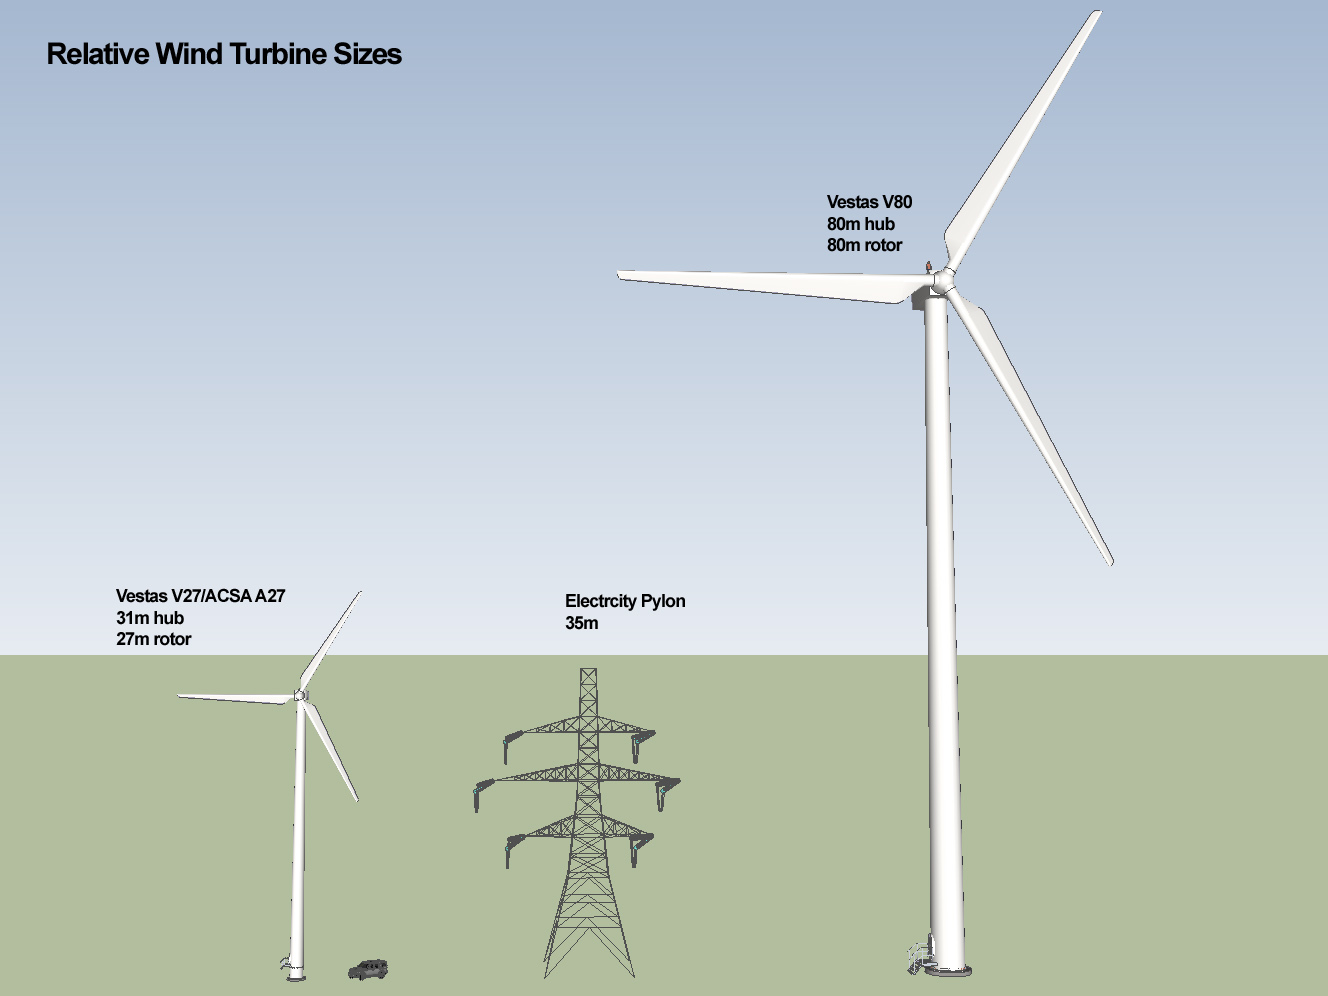 Relative Wind Turbine Sizes
Vestas V80
80m hub
80m rotor
Vestas V27/ACSA A27
31m hub
27m rotor
Electrcity Pylon
35m